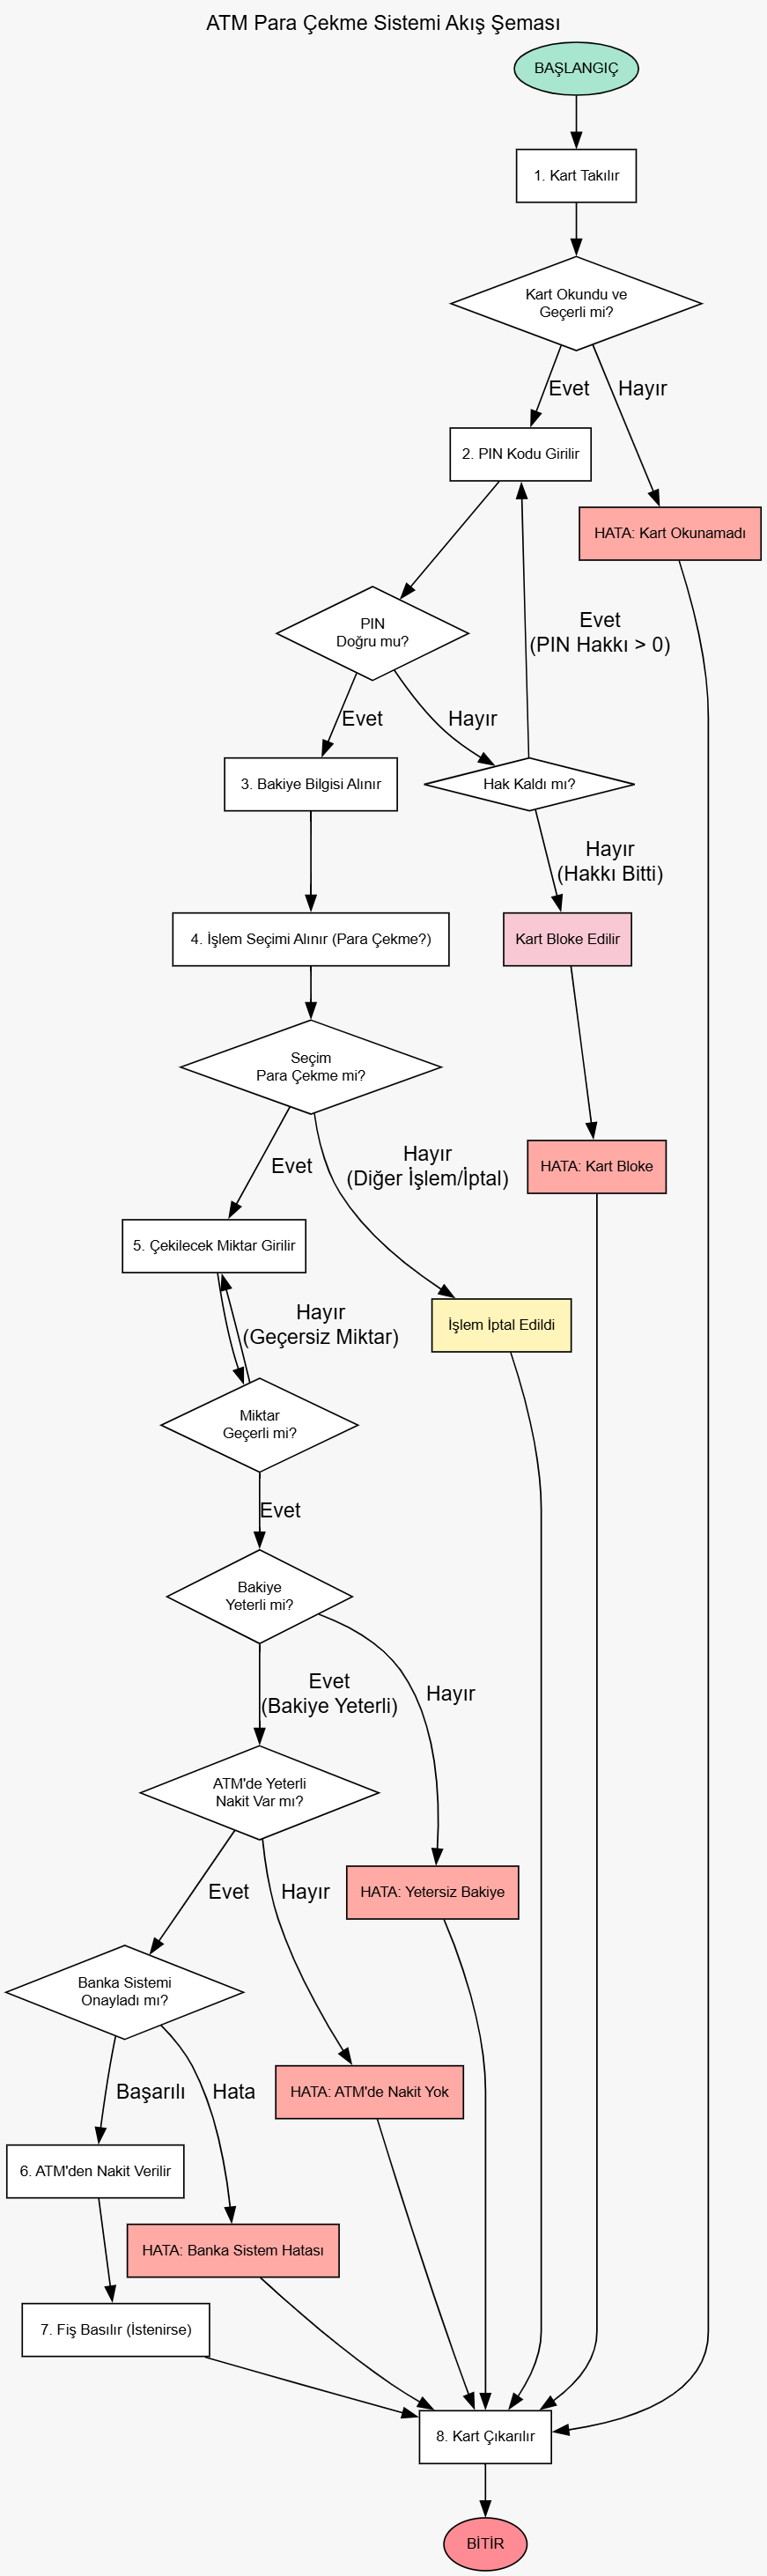 ATM Para Çekme Sistemi Akış Şeması
BAŞLANGIÇ
1. Kart Takılır
Kart Okundu ve
Geçerli mi?
Evet
Hayır
2. PIN Kodu Girilir
HATA: Kart Okunamadı
PIN
Doğru mu?
Evet
(PIN Hakkı > 0)
Evet
Hayır
3. Bakiye Bilgisi Alınır
Hak Kaldı mı?
Hayır
(Hakkı Bitti)
4. İşlem Seçimi Alınır (Para Çekme?)
Kart Bloke Edilir
Seçim
Para Çekme mi?
Evet
Hayır
(Diğer İşlem/İptal)
HATA: Kart Bloke
5. Çekilecek Miktar Girilir
Hayır
(Geçersiz Miktar)
İşlem İptal Edildi
Miktar
Geçerli mi?
Evet
Bakiye
Yeterli mi?
Evet
(Bakiye Yeterli)
Hayır
ATM'de Yeterli
Nakit Var mı?
Evet
Hayır
HATA: Yetersiz Bakiye
Banka Sistemi
Onayladı mı?
Başarılı
Hata
HATA: ATM'de Nakit Yok
6. ATM'den Nakit Verilir
HATA: Banka Sistem Hatası
7. Fiş Basılır (İstenirse)
8. Kart Çıkarılır
BİTİR